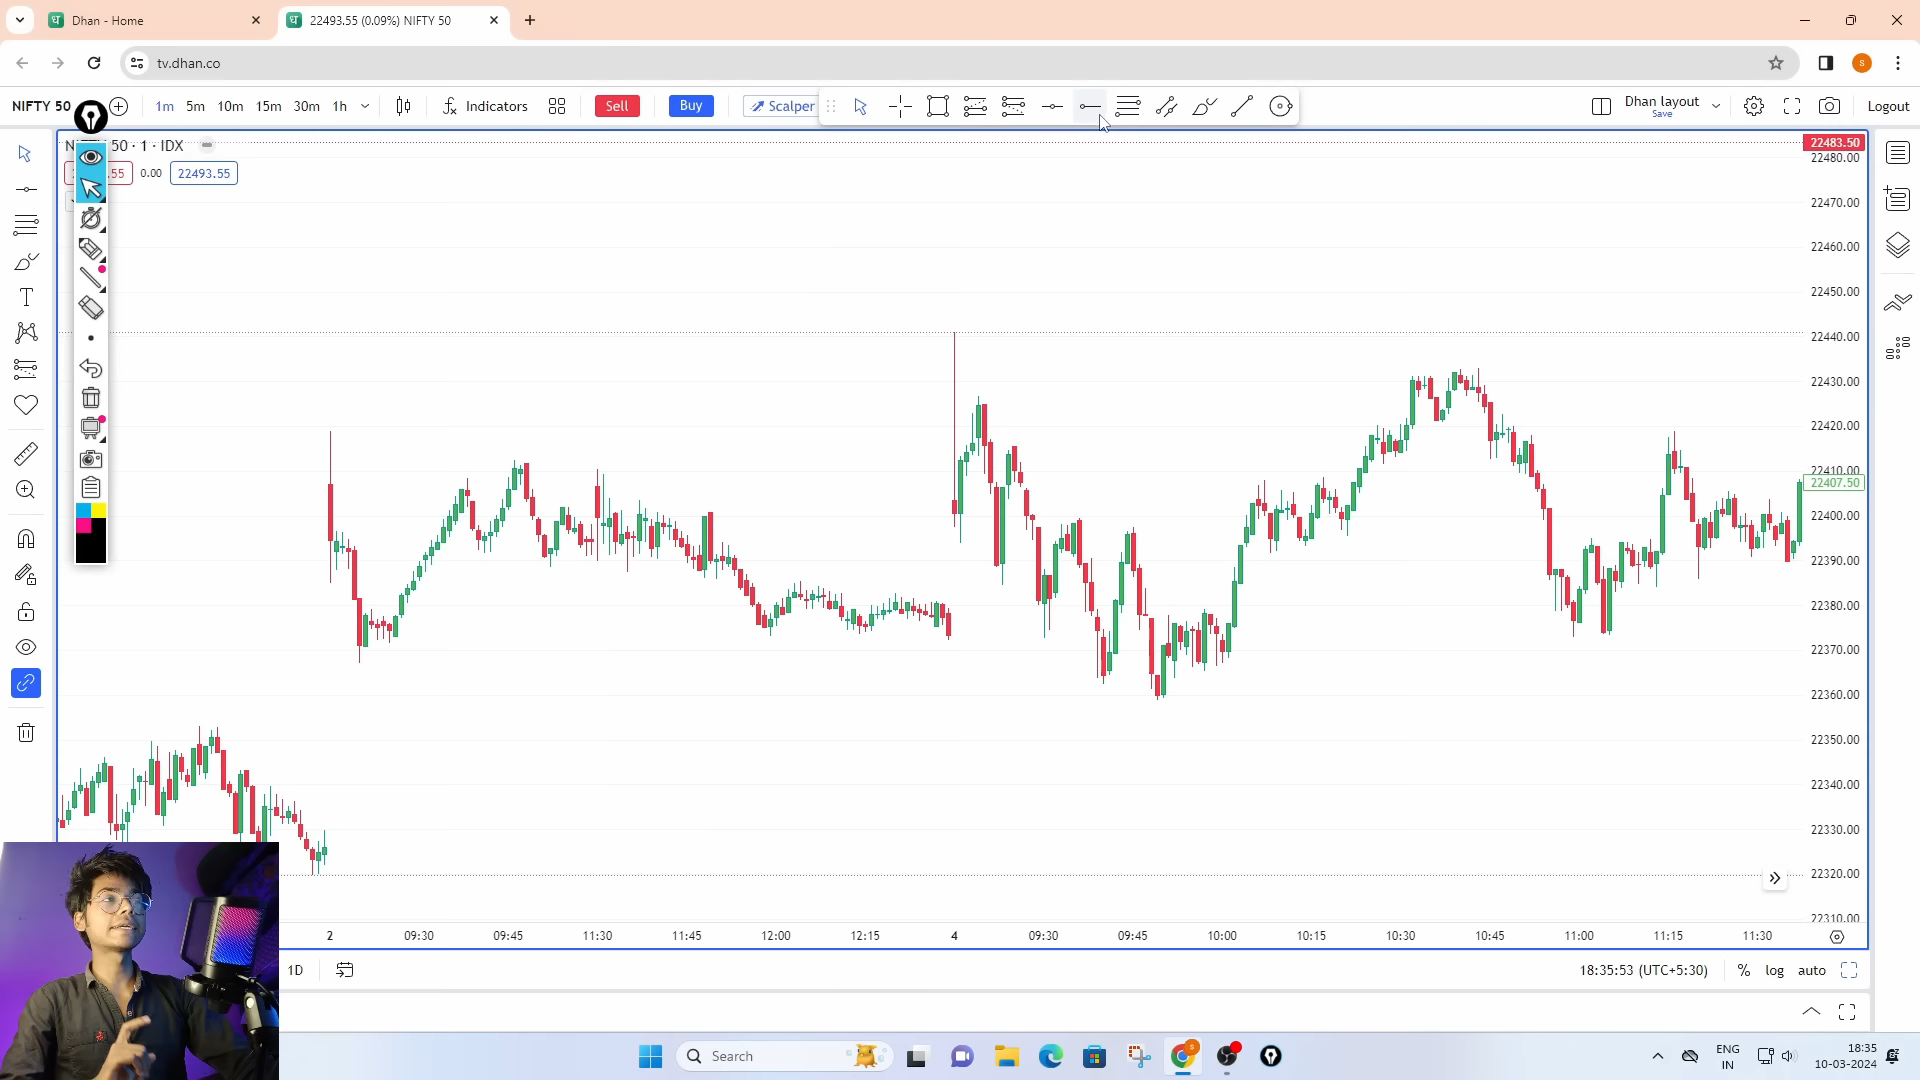 Dhan - Home
22493.55 (0.09%) NIFTY 50
tv.dhan.co
S
NIFTY 50
1m 5m 10m 15m 30m 1h
Indicators
Sell
Buy
Scalper
Dhan layout
Save
Logout
50 · 1 · IDX
.55
0.00
22493.55
22483.50
22480.00
22470.00
22460.00
22450.00
22440.00
22430.00
22420.00
22410.00
22407.50
22400.00
22390.00
22380.00
22370.00
22360.00
22350.00
22340.00
22330.00
22320.00
22310.00
2 09:30 09:45 11:30 11:45 12:00 12:15 4 09:30 09:45 10:00 10:15 10:30 10:45 11:00 11:15 11:30
1D
18:35:53 (UTC+5:30)
% log auto
Search
ENG
IN
18:35
10-03-2024